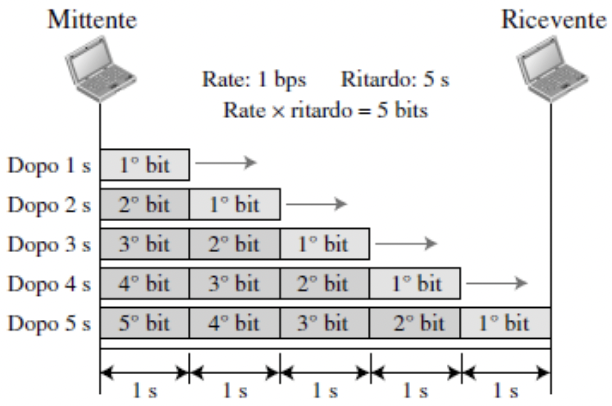 Mittente Ricevente
Rate: 1 bps Ritardo: 5 s
Rate × ritardo = 5 bits
Dopo 1 s 1° bit
Dopo 2 s 2° bit 1° bit
Dopo 3 s 3° bit 2° bit 1° bit
Dopo 4 s 4° bit 3° bit 2° bit 1° bit
Dopo 5 s 5° bit 4° bit 3° bit 2° bit 1° bit
1 s 1 s 1 s 1 s 1 s